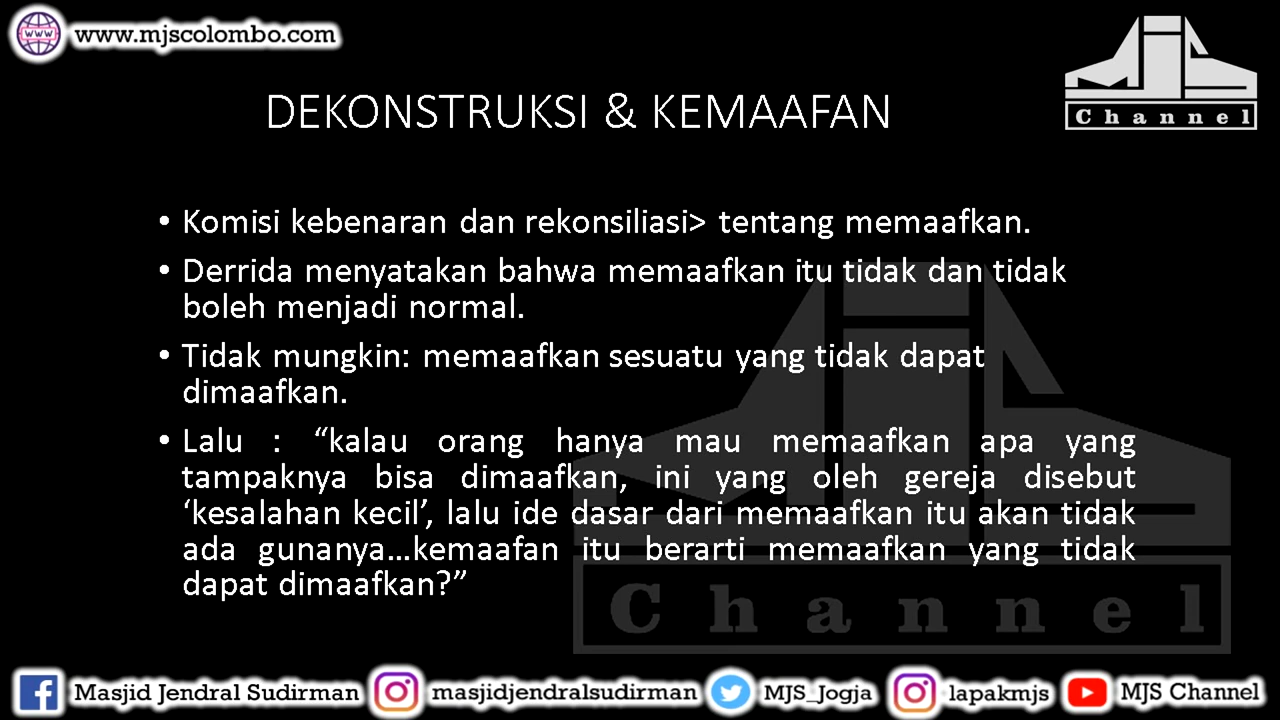 www.mjscolombo.com
MJS
Channel
DEKONSTRUKSI & KEMAAFAN
• Komisi kebenaran dan rekonsiliasi> tentang memaafkan.
• Derrida menyatakan bahwa memaafkan itu tidak dan tidak
boleh menjadi normal.
• Tidak mungkin: memaafkan sesuatu yang tidak dapat
dimaafkan.
• Lalu : “kalau orang hanya mau memaafkan apa yang
tampaknya bisa dimaafkan, ini yang oleh gereja disebut
‘kesalahan kecil’, lalu ide dasar dari memaafkan itu akan tidak
ada gunanya…kemaafan itu berarti memaafkan yang tidak
dapat dimaafkan?”
Channel
Masjid Jendral Sudirman masjidjendralsudirman MJS_Jogja lapakmjs MJS Channel